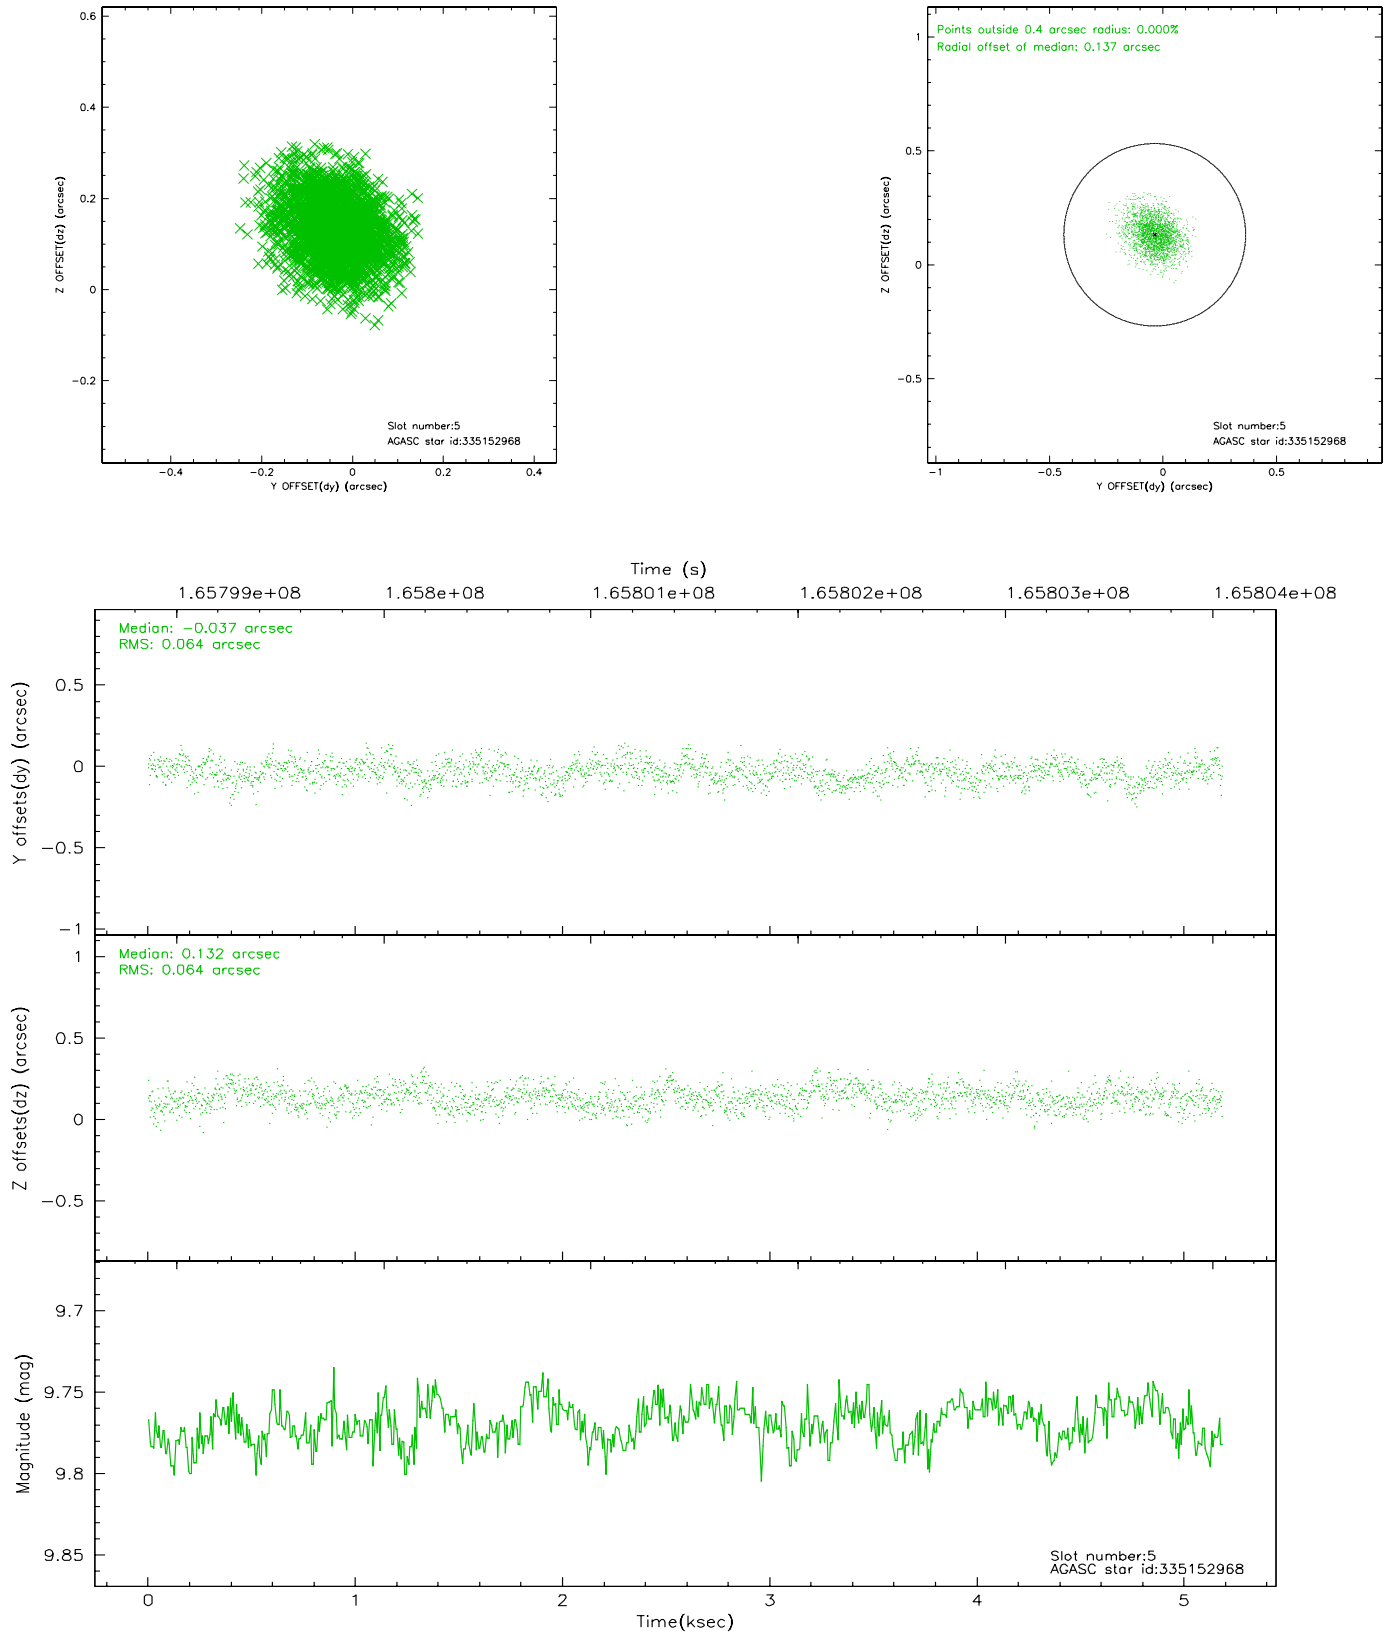 0.6
0.4
0.2
0
−0.2
Z OFFSET(dz) (arcsec)
Slot number:5
AGASC star id:335152968
−0.4
−0.2
0
0.2
0.4
Y OFFSET(dy) (arcsec)
Points outside 0.4 arcsec radius: 0.000%
Radial offset of median: 0.137 arcsec
1
0.5
0
−0.5
Z OFFSET(dz) (arcsec)
Slot number:5
AGASC star id:335152968
−1
−0.5
0
0.5
Y OFFSET(dy) (arcsec)
Time (s)
1.65799e+08
1.658e+08
1.65801e+08
1.65802e+08
1.65803e+08
1.65804e+08
Median: −0.037 arcsec
RMS: 0.064 arcsec
0.5
0
−0.5
−1
Y offsets(dy) (arcsec)
Median: 0.132 arcsec
RMS: 0.064 arcsec
1
0.5
0
−0.5
Z offsets(dz) (arcsec)
9.7
9.75
9.8
9.85
Magnitude (mag)
Slot number:5
AGASC star id:335152968
0
1
2
3
4
5
Time(ksec)